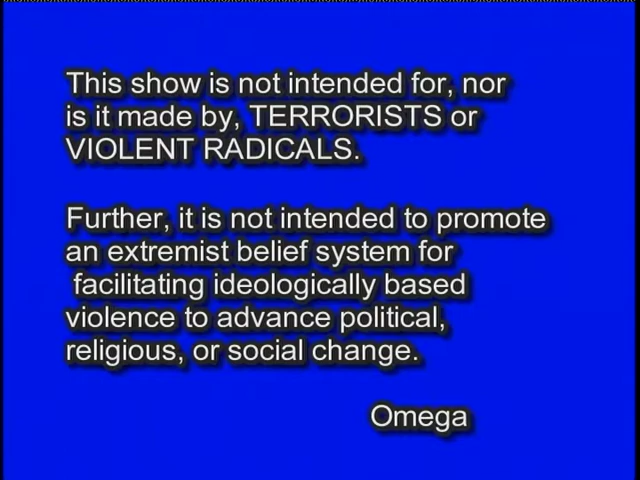 This show is not intended for, nor
is it made by, TERRORISTS or
VIOLENT RADICALS.
Further, it is not intended to promote
an extremist belief system for
facilitating ideologically based
violence to advance political,
religious, or social change.
Omega